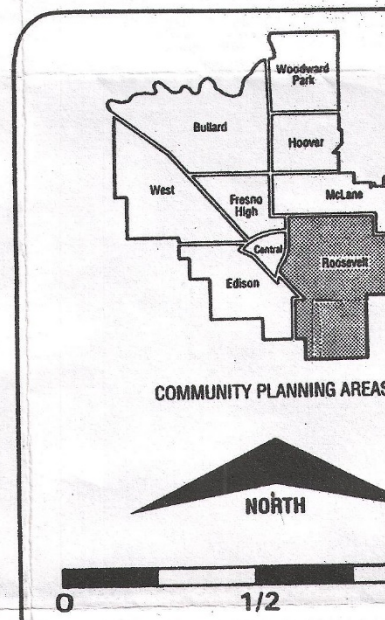 Woodward
Park
Bullard
Hoover
West
Fresno
High
McLane
Central
Roosevelt
Edison
COMMUNITY PLANNING AREAS
NORTH
0 1/2